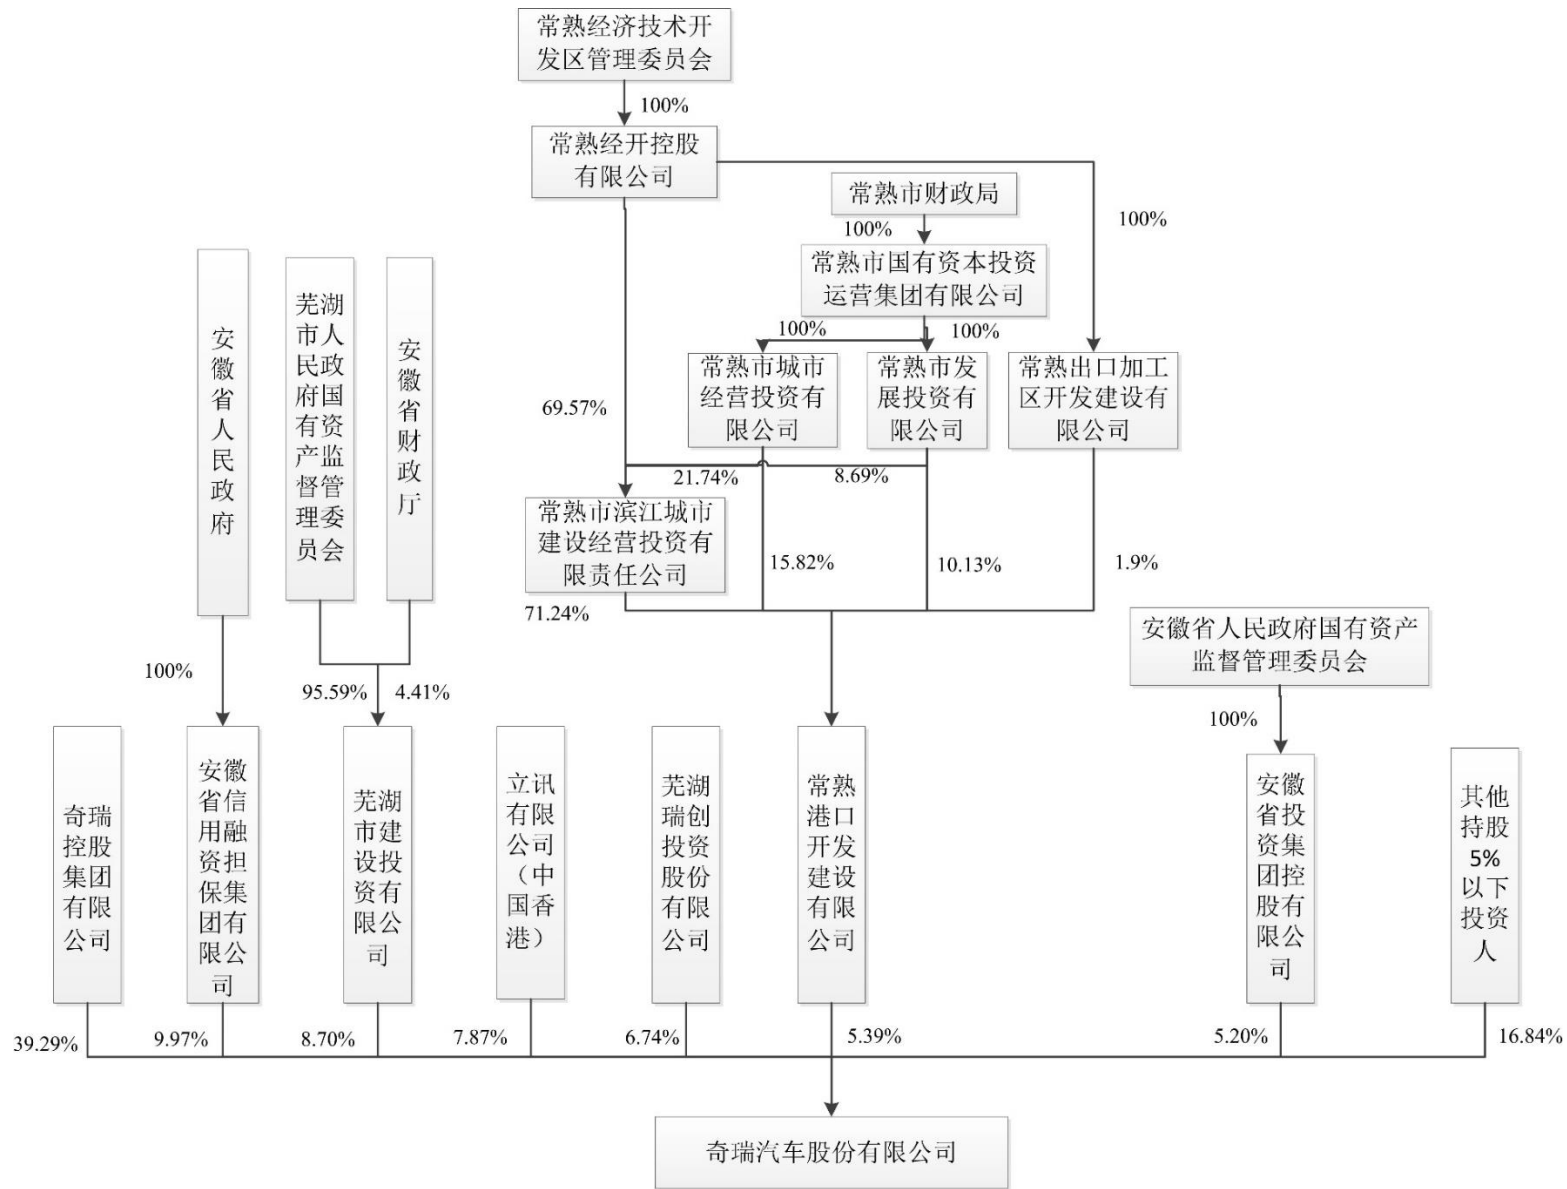 常熟经济技术开
发区管理委员会
100%
常熟经开控股
有限公司
常熟市财政局
100%
100%
常熟市国有资本投资
运营集团有限公司
100%
100%
常熟市城市
经营投资有
限公司
常熟市发
展投资有
限公司
常熟出口加工
区开发建设有
限公司
69.57%
21.74%
8.69%
常熟市滨江城市
建设经营投资有
限责任公司
15.82%
10.13%
1.9%
71.24%
安徽省人民政府
芜湖市人民政府国有资产监督管理委员会
安徽省财政厅
100%
95.59%
4.41%
安徽省人民政府国有资产
监督管理委员会
100%
奇瑞
控股
集团
有限
公司
安徽
省信
用融
资担
保集
团有
限公
司
芜湖
市建
设投
资有
限公
司
立讯
有限
公司
（中
国香
港）
芜湖
瑞创
投资
股份
有限
公司
常熟
港口
开发
建设
有限
公司
安徽
省投
资集
团控
股有
限公
司
其他
持股
5%
以下
投资
人
39.29%
9.97%
8.70%
7.87%
6.74%
5.39%
5.20%
16.84%
奇瑞汽车股份有限公司